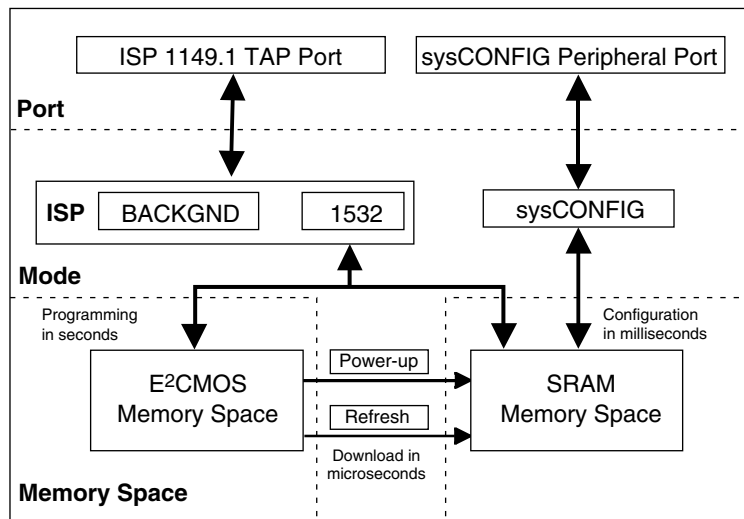 ISP 1149.1 TAP Port
sysCONFIG Peripheral Port
Port
ISP
BACKGND
1532
sysCONFIG
Mode
Programming
in seconds
Configuration
in milliseconds
E²CMOS
Memory Space
Power-up
Refresh
Download in
microseconds
SRAM
Memory Space
Memory Space